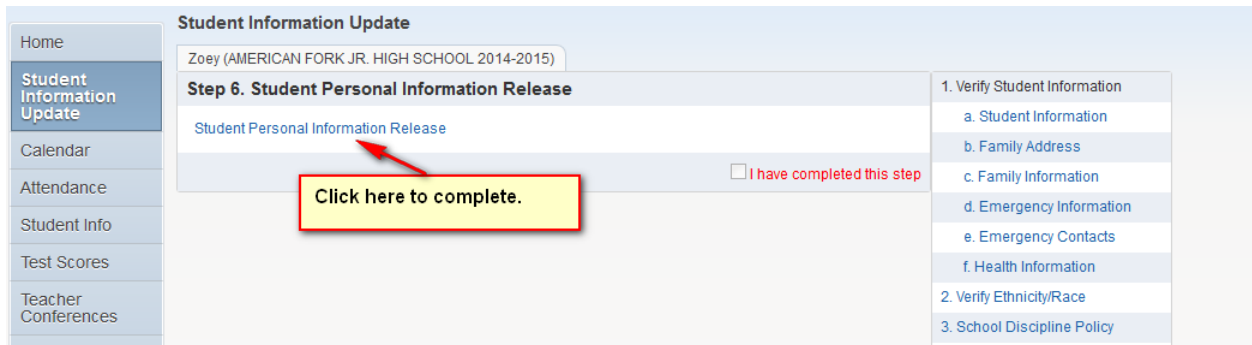 Home
Student
Information
Update
Calendar
Attendance
Student Info
Test Scores
Teacher
Conferences
Student Information Update
Zoey (AMERICAN FORK JR. HIGH SCHOOL 2014-2015)
Step 6. Student Personal Information Release
Student Personal Information Release
I have completed this step
Click here to complete.
1. Verify Student Information
a. Student Information
b. Family Address
c. Family Information
d. Emergency Information
e. Emergency Contacts
f. Health Information
2. Verify Ethnicity/Race
3. School Discipline Policy